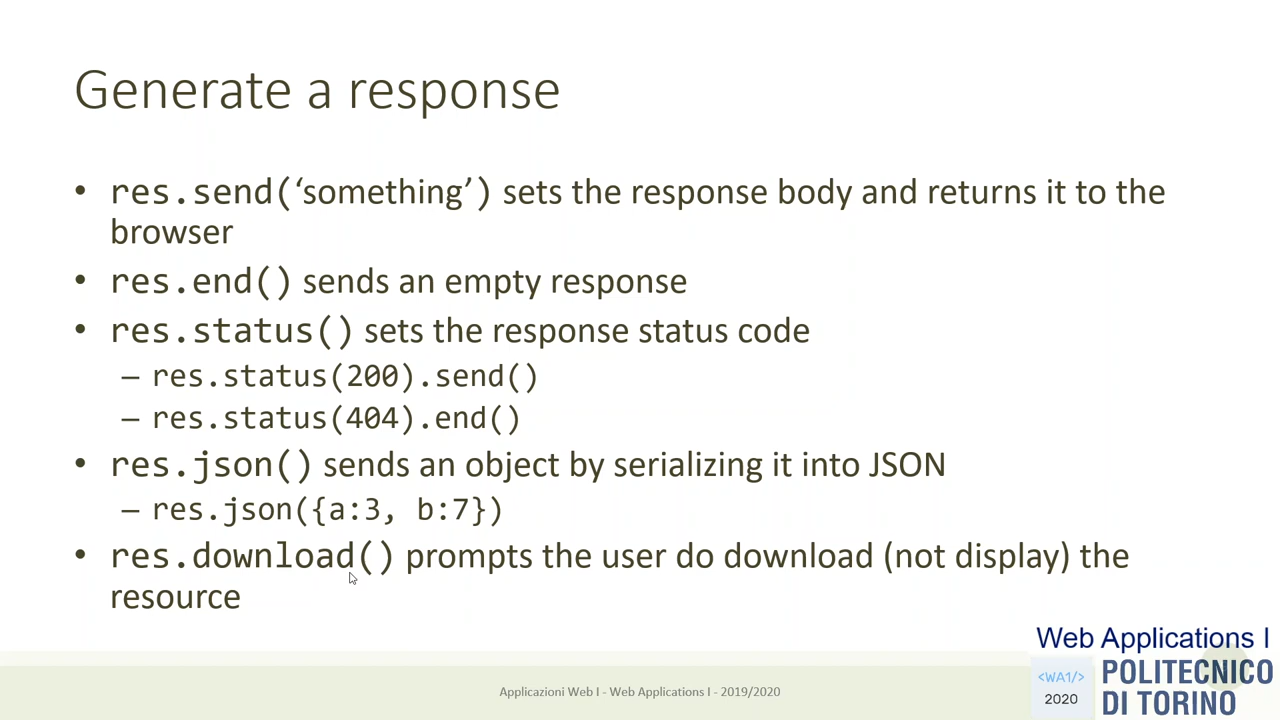 Generate a response
• res.send(‘something’) sets the response body and returns it to the
browser
• res.end() sends an empty response
• res.status() sets the response status code
– res.status(200).send()
– res.status(404).end()
• res.json() sends an object by serializing it into JSON
– res.json({a:3, b:7})
• res.download() prompts the user do download (not display) the
resource
Web Applications I
<WA1/>
2020
POLITECNICO
DI TORINO
Applicazioni Web I - Web Applications I - 2019/2020